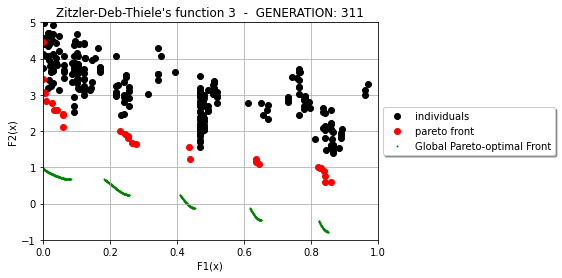 Zitzler-Deb-Thiele's function 3 - GENERATION: 311
5
4
3
2
1
0
-1
F2(x)
0.0 0.2 0.4 0.6 0.8 1.0
F1(x)
individuals
pareto front
Global Pareto-optimal Front